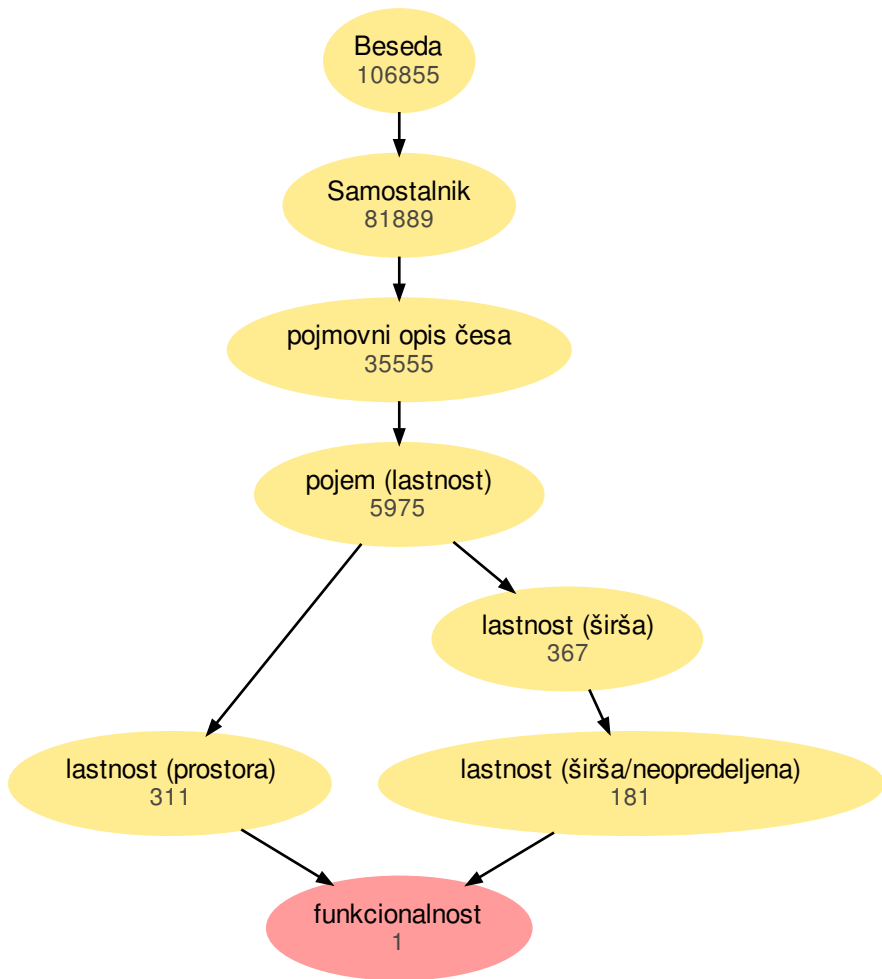 Beseda
106855
Samostalnik
81889
pojmovni opis česa
35555
pojem (lastnost)
5975
lastnost (širša)
367
lastnost (prostora)
311
lastnost (širša/neopredeljena)
181
funkcionalnost
1